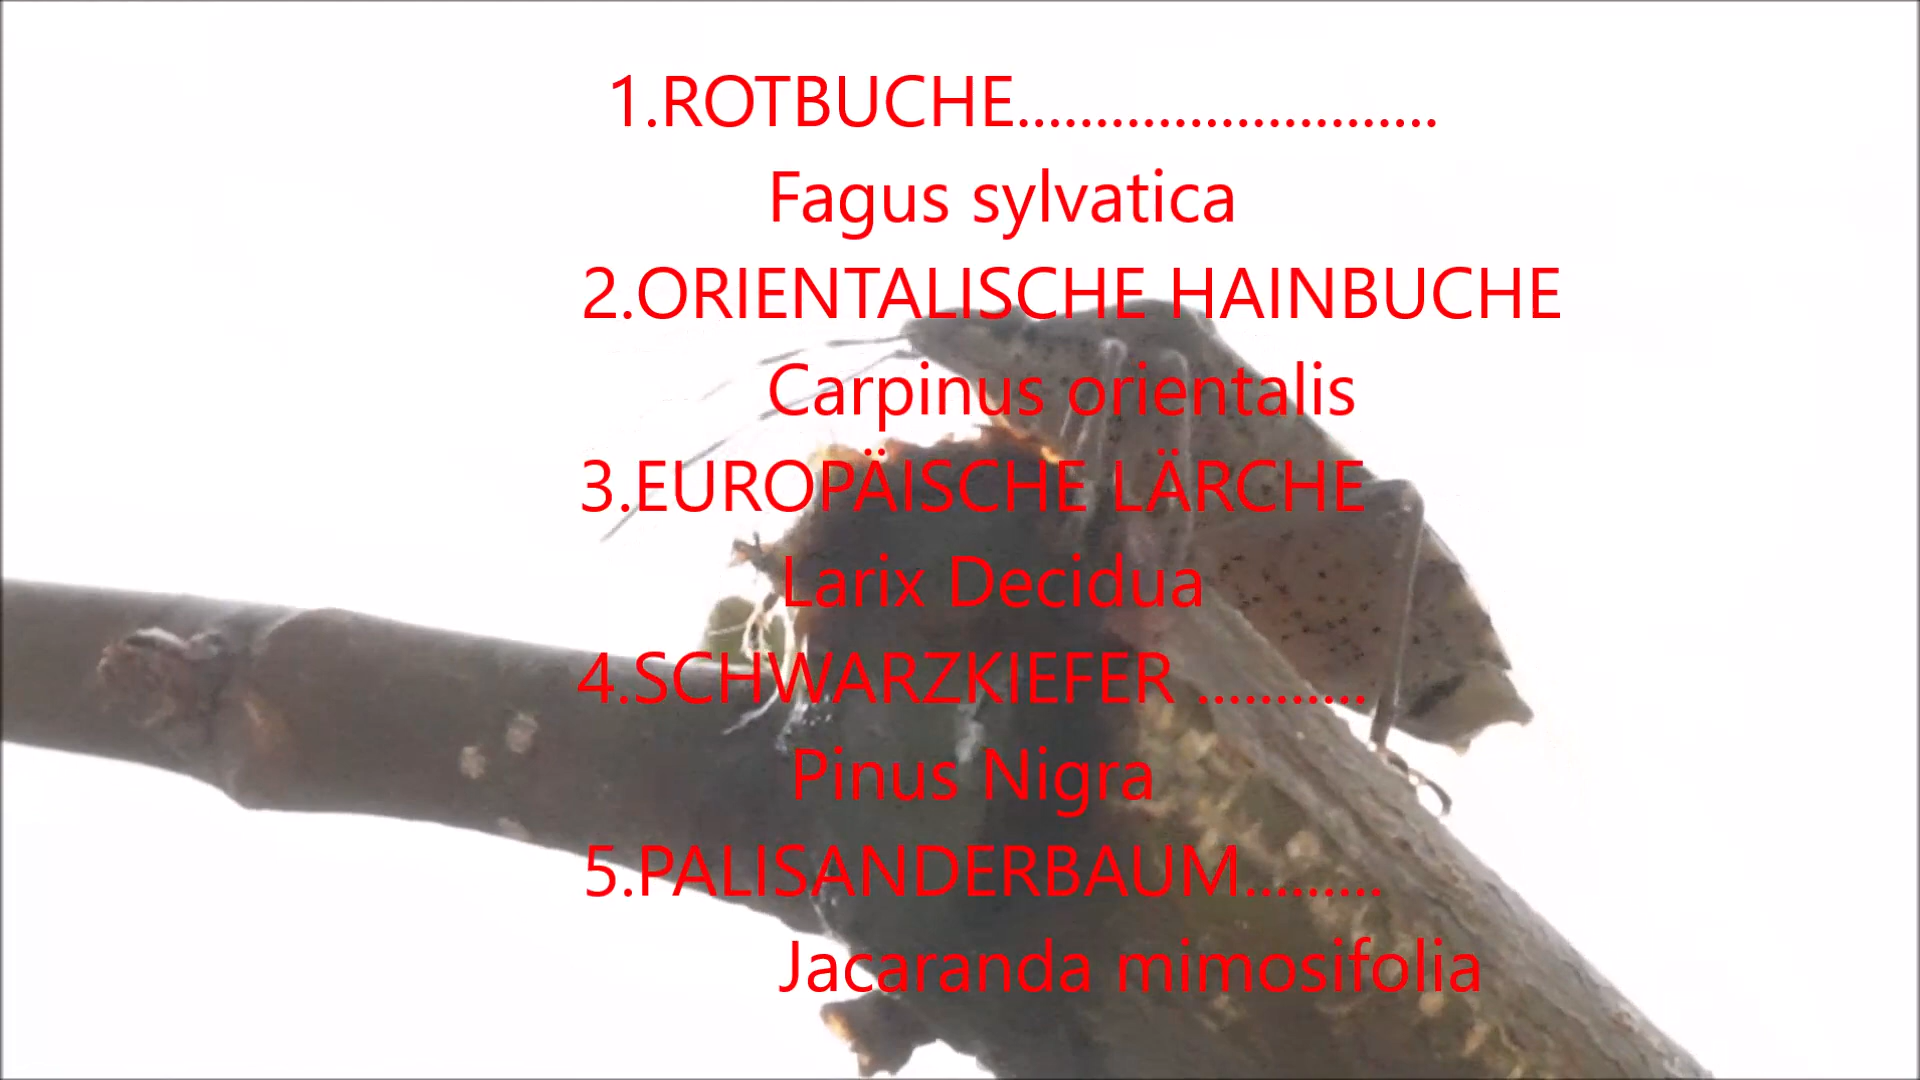 1.ROTBUCHE...........................
Fagus sylvatica
2.ORIENTALISCHE HAINBUCHE
Carpinus orientalis
3.EUROPÄISCHE LÄRCHE
Larix Decidua
4.SCHWARZKIEFER ...........
Pinus Nigra
5.PALISANDERBAUM.........
Jacaranda mimosifolia